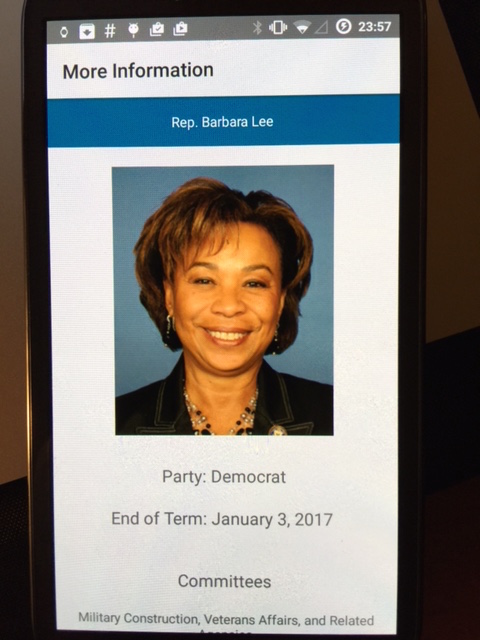 23:57
More Information
Rep. Barbara Lee
Party: Democrat
End of Term: January 3, 2017
Committees
Military Construction, Veterans Affairs, and Related
Agencies